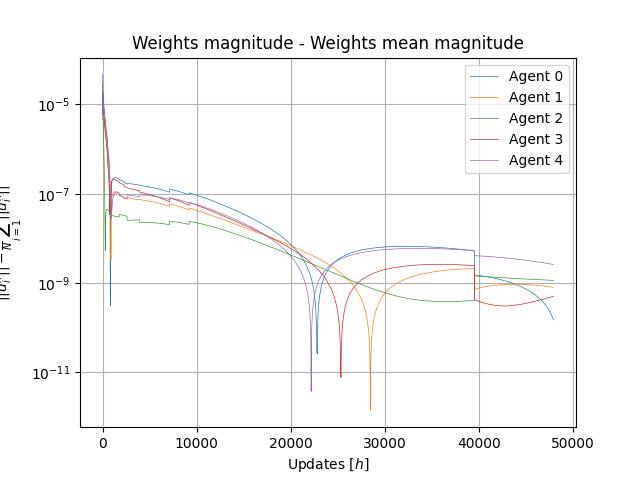 Weights magnitude - Weights mean magnitude
10⁻⁵
10⁻⁷
10⁻⁹
10⁻¹¹
0 10000 20000 30000 40000 50000
Updates [h]
Agent 0
Agent 1
Agent 2
Agent 3
Agent 4